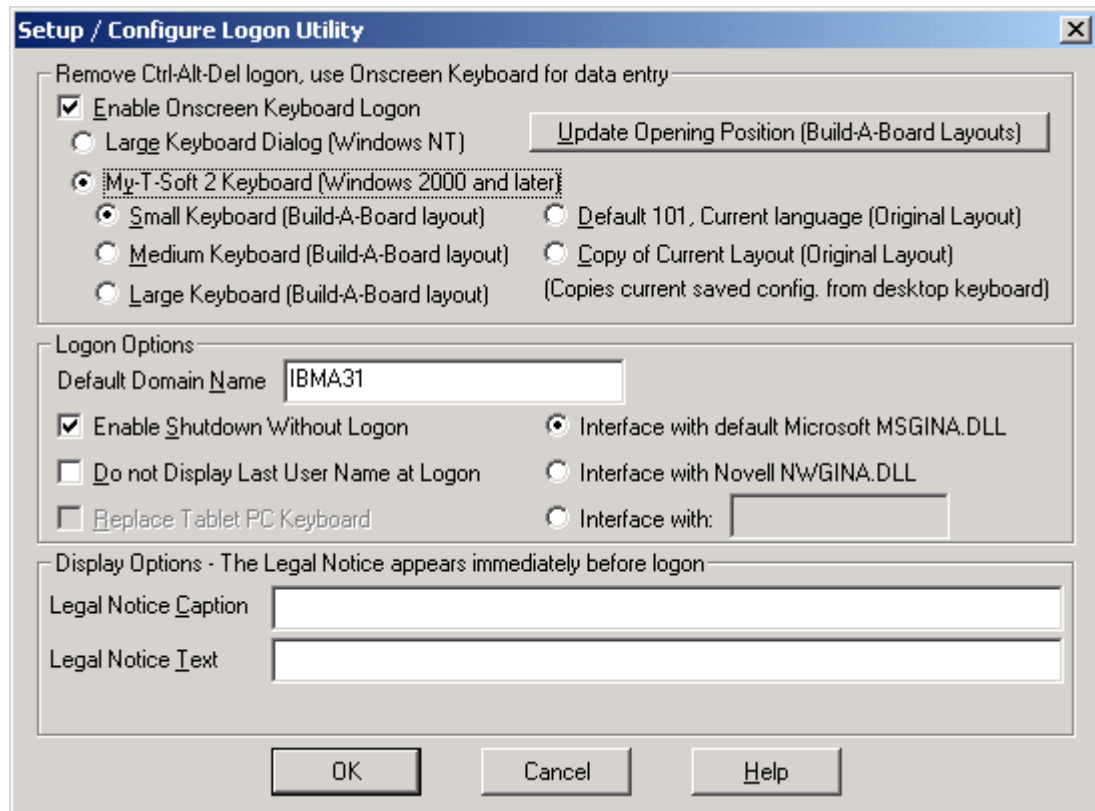 Setup / Configure Logon Utility
Remove Ctrl-Alt-Del logon, use Onscreen Keyboard for data entry
Enable Onscreen Keyboard Logon
Large Keyboard Dialog (Windows NT)
Update Opening Position (Build-A-Board Layouts)
My-T-Soft 2 Keyboard (Windows 2000 and later)
Small Keyboard (Build-A-Board layout)
Default 101, Current language (Original Layout)
Medium Keyboard (Build-A-Board layout)
Copy of Current Layout (Original Layout)
Large Keyboard (Build-A-Board layout)
(Copies current saved config. from desktop keyboard)
Logon Options
Default Domain Name IBMA31
Enable Shutdown Without Logon
Interface with default Microsoft MSGINA.DLL
Do not Display Last User Name at Logon
Interface with Novell NWGINA.DLL
Replace Tablet PC Keyboard
Interface with:
Display Options - The Legal Notice appears immediately before logon
Legal Notice Caption
Legal Notice Text
OK Cancel Help